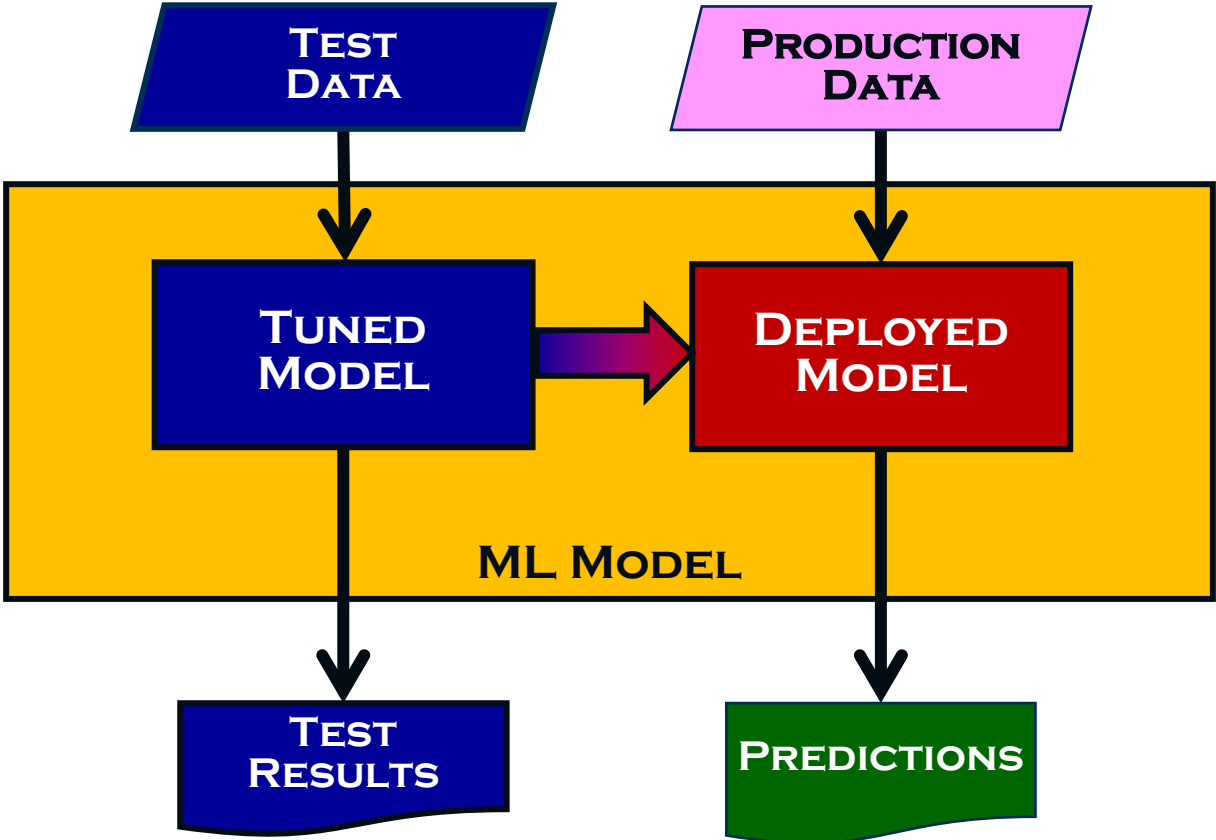 Test
Data
Production
Data
Tuned
Model
Deployed
Model
ML Model
Test
Results
Predictions